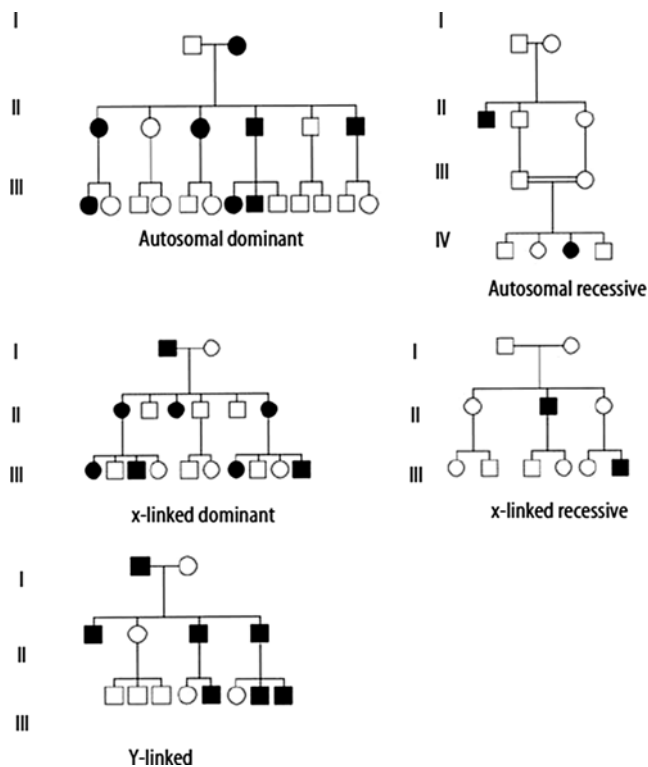 I
II
III
Autosomal dominant
I
II
III
IV
Autosomal recessive
I
II
III
x-linked dominant
I
II
III
x-linked recessive
I
II
III
Y-linked